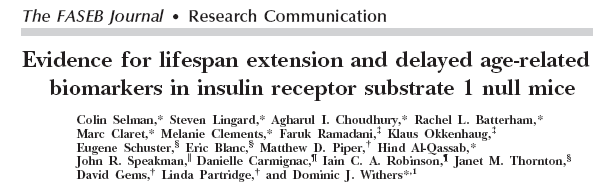 The FASEB Journal • Research Communication
Evidence for lifespan extension and delayed age-related
biomarkers in insulin receptor substrate 1 null mice
Colin Selman,* Steven Lingard,* Agharul I. Choudhury,* Rachel L. Batterham,*
Marc Claret,* Melanie Clements,* Faruk Ramadani,‡ Klaus Okkenhaug,‡
Eugene Schuster,§ Eric Blanc,§ Matthew D. Piper,† Hind Al-Qassab,*
John R. Speakman,‖ Danielle Carmignac,¶ Iain C. A. Robinson,¶ Janet M. Thornton,§
David Gems,† Linda Partridge,† and Dominic J. Withers*,1